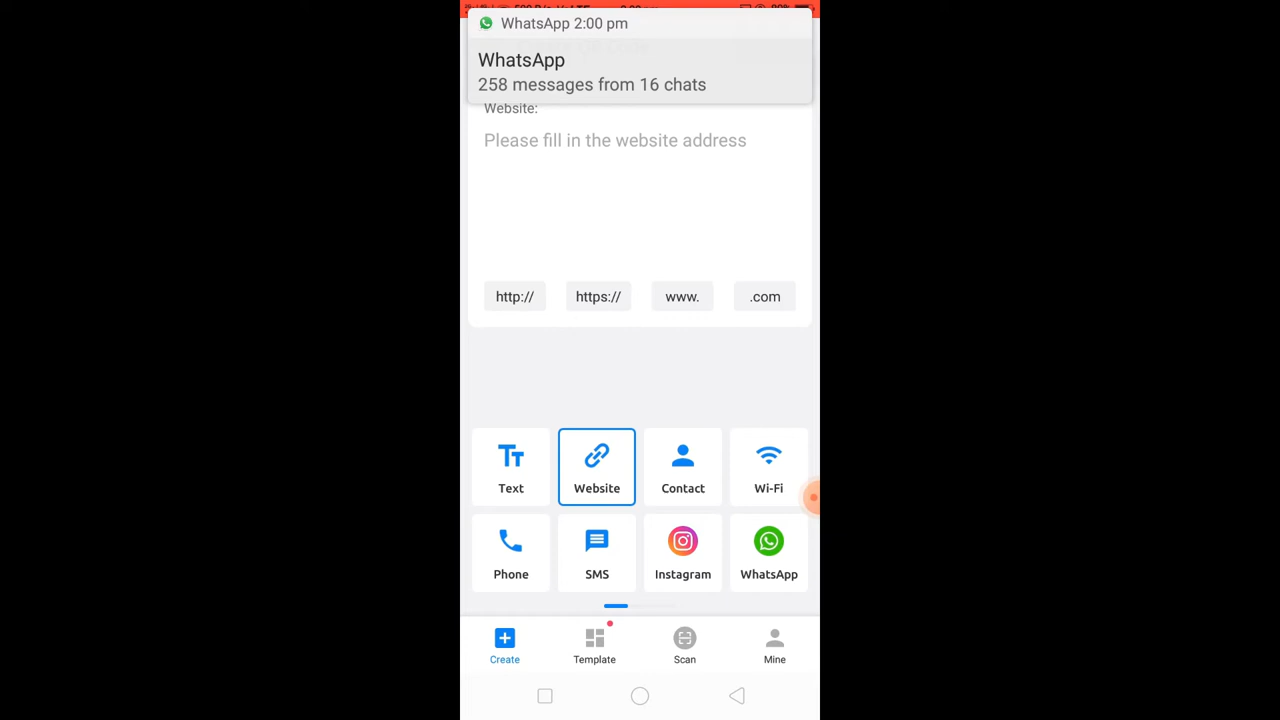 WhatsApp 2:00 pm
WhatsApp
258 messages from 16 chats
Website:
Please fill in the website address
http:// https:// www. .com
Text Website Contact Wi-Fi
Phone SMS Instagram WhatsApp
Create Template Scan Mine